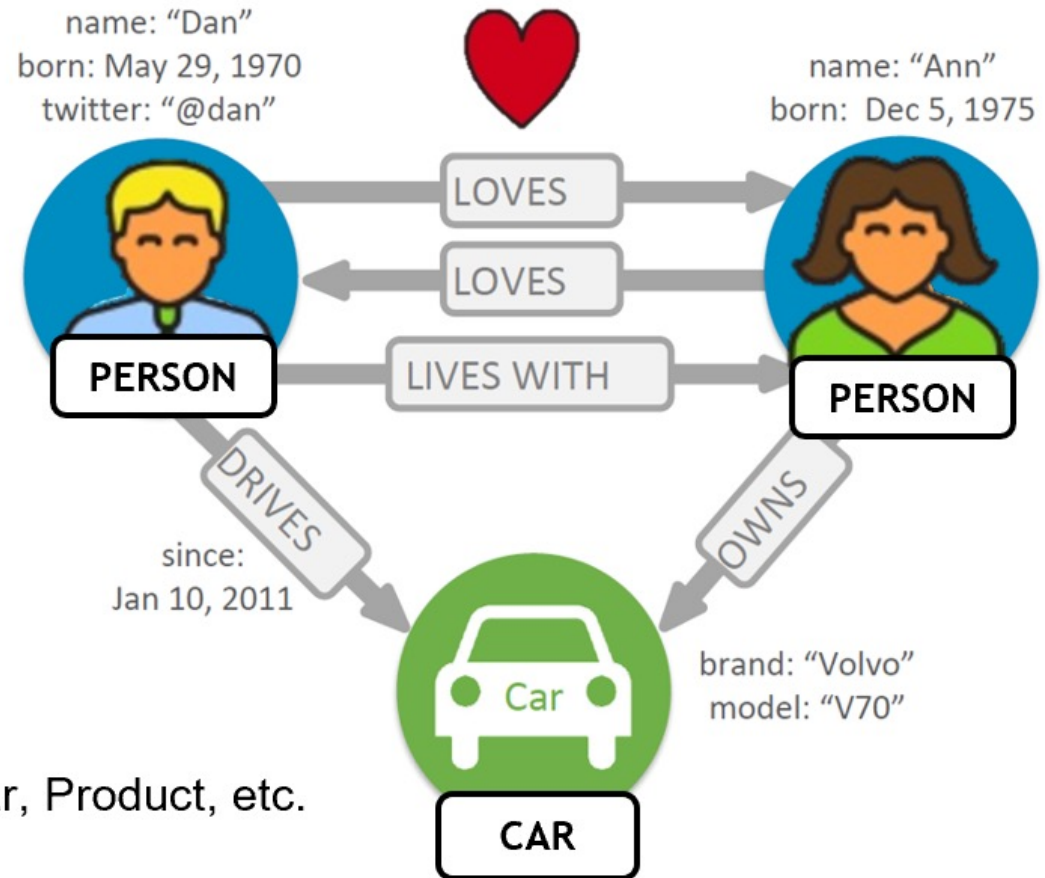 name: “Dan”
born: May 29, 1970
twitter: “@dan”
name: “Ann”
born: Dec 5, 1975
LOVES
LOVES
LIVES WITH
PERSON
PERSON
DRIVES
OWNS
since:
Jan 10, 2011
Car
brand: “Volvo”
model: “V70”
Product, etc.
CAR